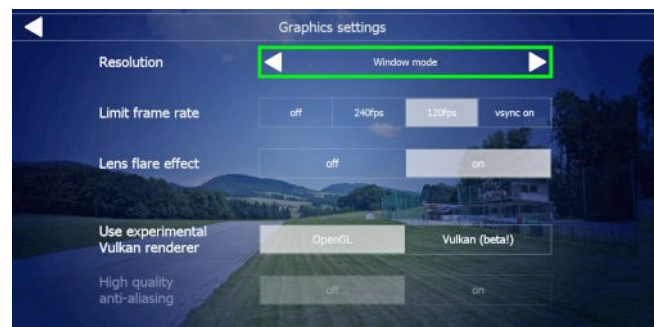 Graphics settings
Resolution
Window mode
Limit frame rate
off 240fps 120fps vsync on
Lens flare effect
off on
Use experimental
Vulkan renderer
OpenGL Vulkan (beta!)
High quality
anti-aliasing
off on